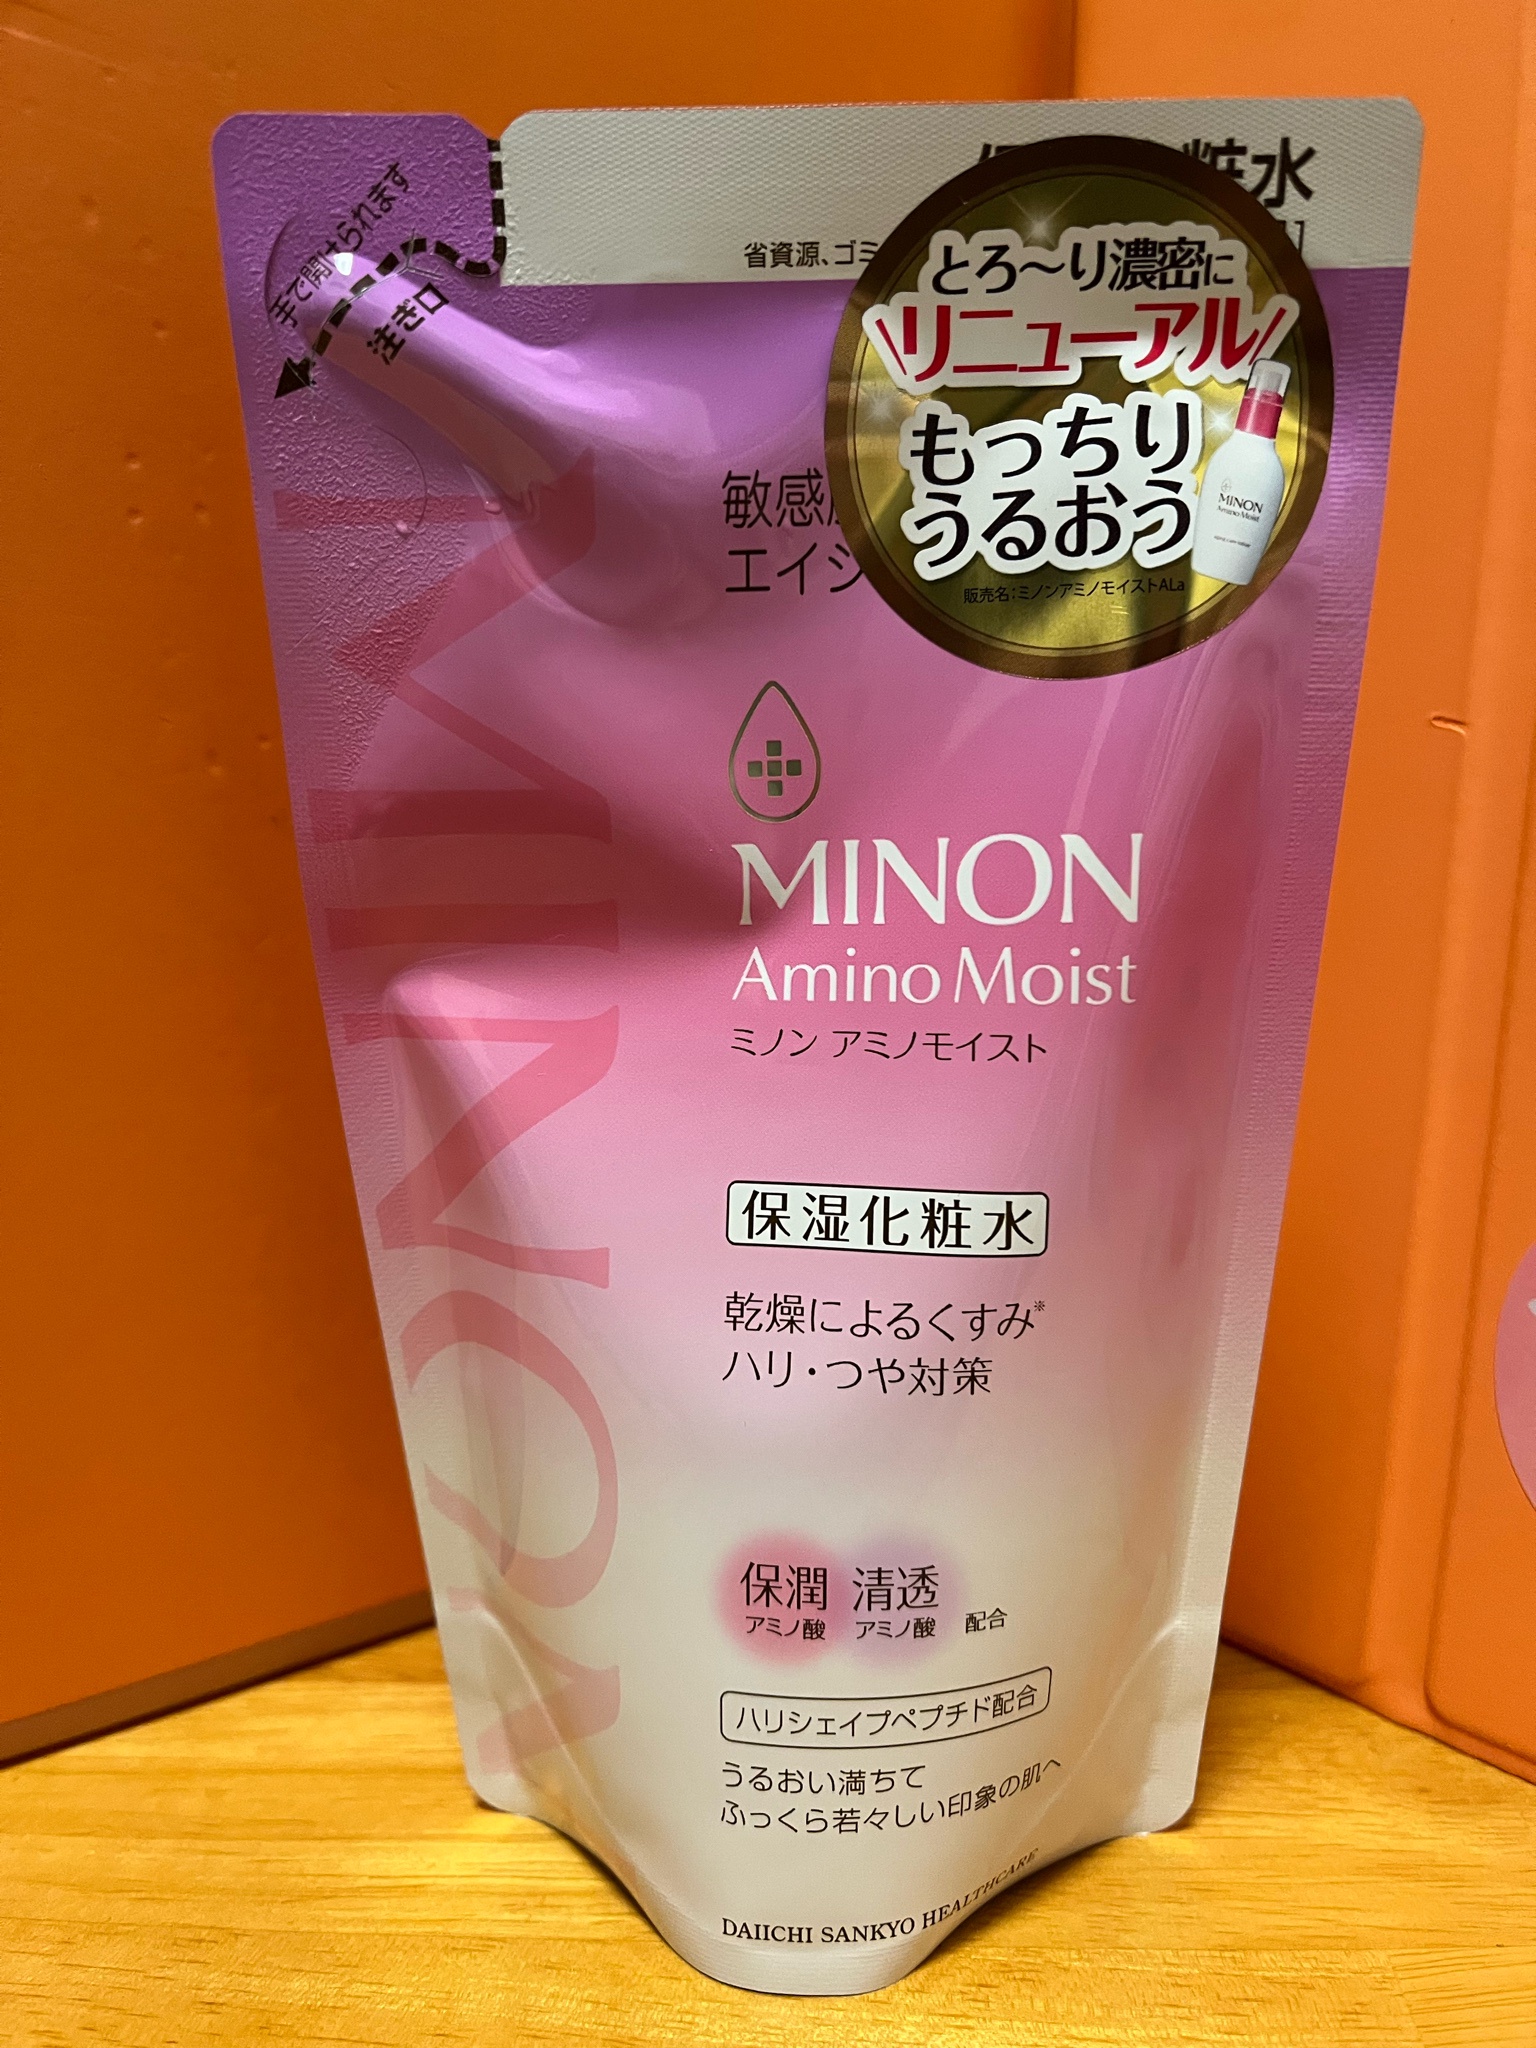 手で開けられます
注ぎ口
粧水
省資源、ゴミ
とろ〜り濃密に
\リニューアル/
もっちり
うるおう
MINON
Amino Moist
販売名:ミノンアミノモイストALa
敏感
エイジ
MINON
MINON
Amino Moist
ミノン アミノモイスト
保湿化粧水
乾燥によるくすみ※
ハリ・つや対策
保潤 清透
アミノ酸 アミノ酸 配合
ハリシェイプペプチド配合
うるおい満ちて
ふっくら若々しい印象の肌へ
DAIICHI SANKYO HEALTHCARE